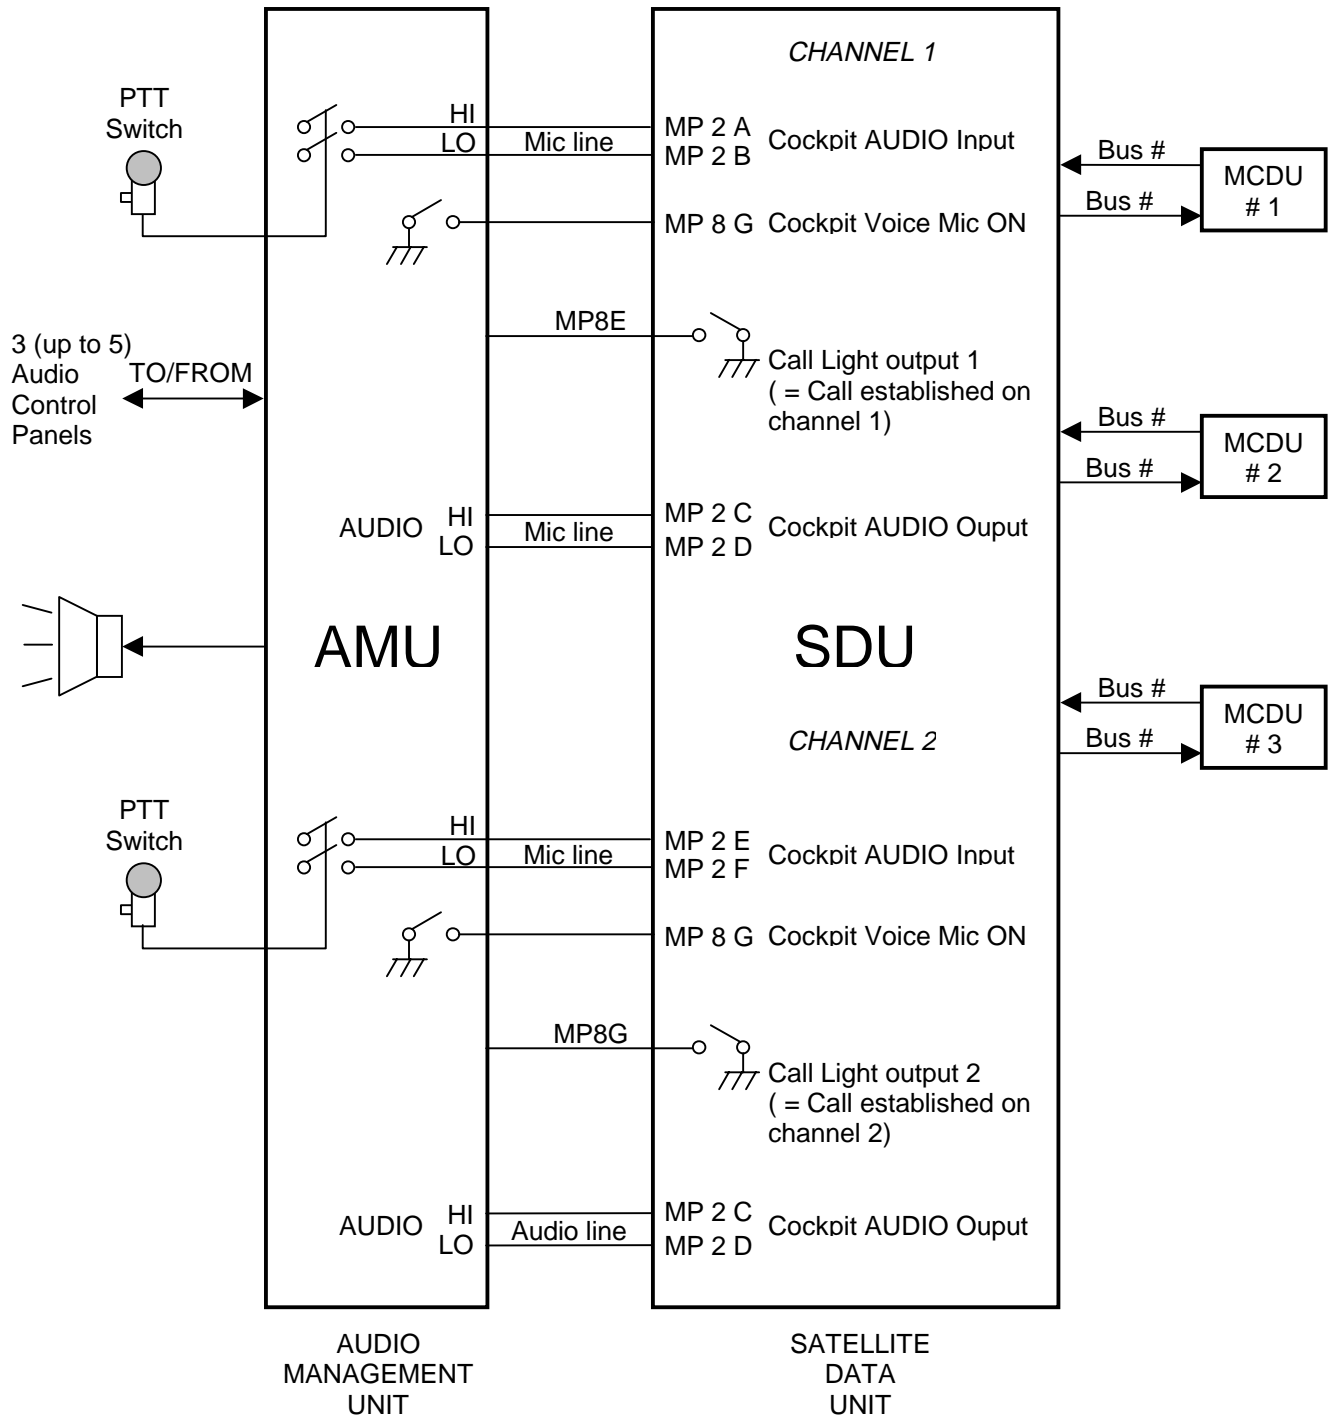 CHANNEL 1
PTT
Switch
HI
LO
Mic line
MP 2 A
MP 2 B
Cockpit AUDIO Input
Bus #
Bus #
MCDU
# 1
MP 8 G Cockpit Voice Mic ON
MP8E
Call Light output 1
( = Call established on
channel 1)
3 (up to 5)
Audio
Control
Panels
TO/FROM
Bus #
Bus #
MCDU
# 2
AUDIO
HI
LO
Mic line
MP 2 C
MP 2 D
Cockpit AUDIO Ouput
AMU
SDU
Bus #
Bus #
MCDU
# 3
CHANNEL 2
PTT
Switch
HI
LO
Mic line
MP 2 E
MP 2 F
Cockpit AUDIO Input
MP 8 G Cockpit Voice Mic ON
MP8G
Call Light output 2
( = Call established on
channel 2)
AUDIO
HI
LO
Audio line
MP 2 C
MP 2 D
Cockpit AUDIO Ouput
AUDIO
MANAGEMENT
UNIT
SATELLITE
DATA
UNIT